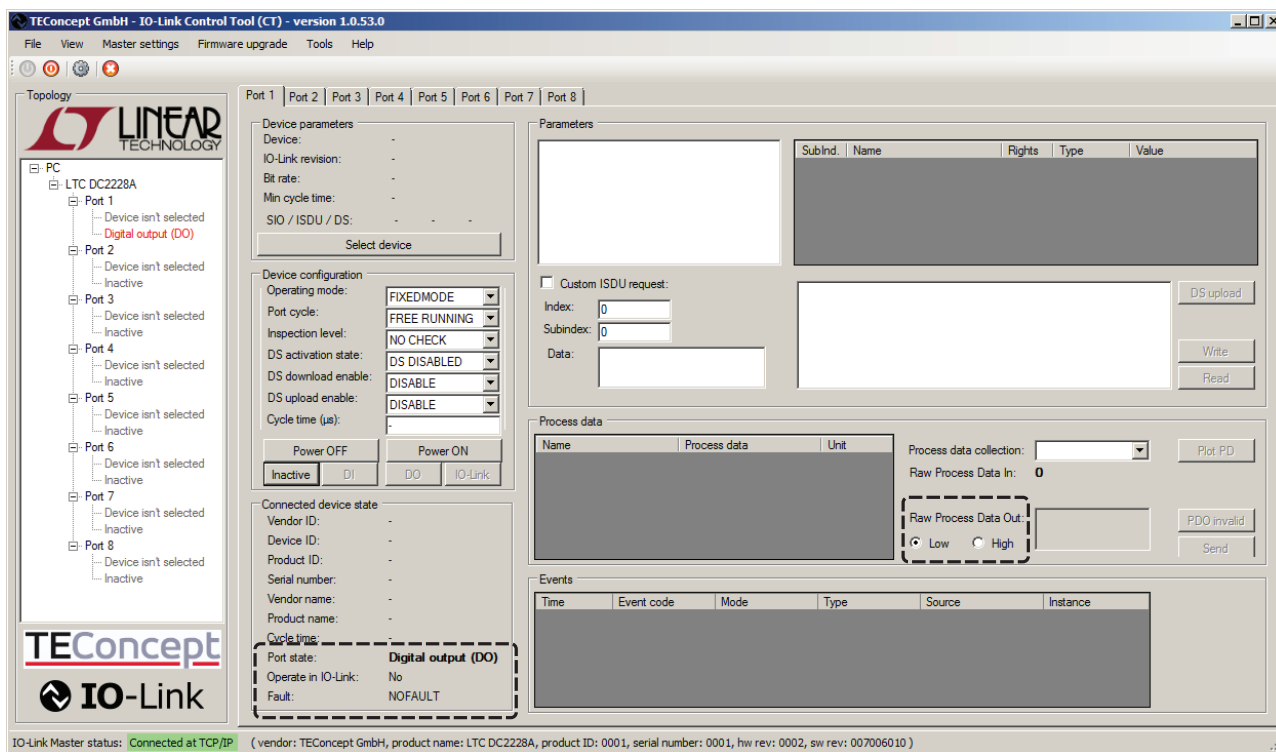 TEConcept GmbH - IO-Link Control Tool (CT) - version 1.0.53.0
File View Master settings Firmware upgrade Tools Help
Topology
LINEAR
TECHNOLOGY
PC
LTC DC2228A
Port 1
Device isn't selected
Digital output (DO)
Port 2
Device isn't selected
Inactive
Port 3
Device isn't selected
Inactive
Port 4
Device isn't selected
Inactive
Port 5
Device isn't selected
Inactive
Port 6
Device isn't selected
Inactive
Port 7
Device isn't selected
Inactive
Port 8
Device isn't selected
Inactive
TEConcept
IO-Link
Port 1 Port 2 Port 3 Port 4 Port 5 Port 6 Port 7 Port 8
Device parameters
Device: -
IO-Link revision: -
Bit rate: -
Min cycle time: -
SIO / ISDU / DS: - - -
Select device
Device configuration
Operating mode: FIXEDMODE
Port cycle: FREE RUNNING
Inspection level: NO CHECK
DS activation state: DS DISABLED
DS download enable: DISABLE
DS upload enable: DISABLE
Cycle time (µs): -
Power OFF Power ON
Inactive DI DO IO-Link
Connected device state
Vendor ID: -
Device ID: -
Product ID: -
Serial number: -
Vendor name: -
Product name: -
Cycle time: -
Port state: Digital output (DO)
Operate in IO-Link: No
Fault: NOFAULT
Parameters
SubInd. Name Rights Type Value
Custom ISDU request:
Index: 0
Subindex: 0
Data:
DS upload
Write
Read
Process data
Name Process data Unit
Process data collection:
Plot PD
Raw Process Data In: 0
Raw Process Data Out:
Low High
PDO invalid
Send
Events
Time Event code Mode Type Source Instance
IO-Link Master status: Connected at TCP/IP ( vendor: TEConcept GmbH, product name: LTC DC2228A, product ID: 0001, serial number: 0001, hw rev: 0002, sw rev: 007006010 )